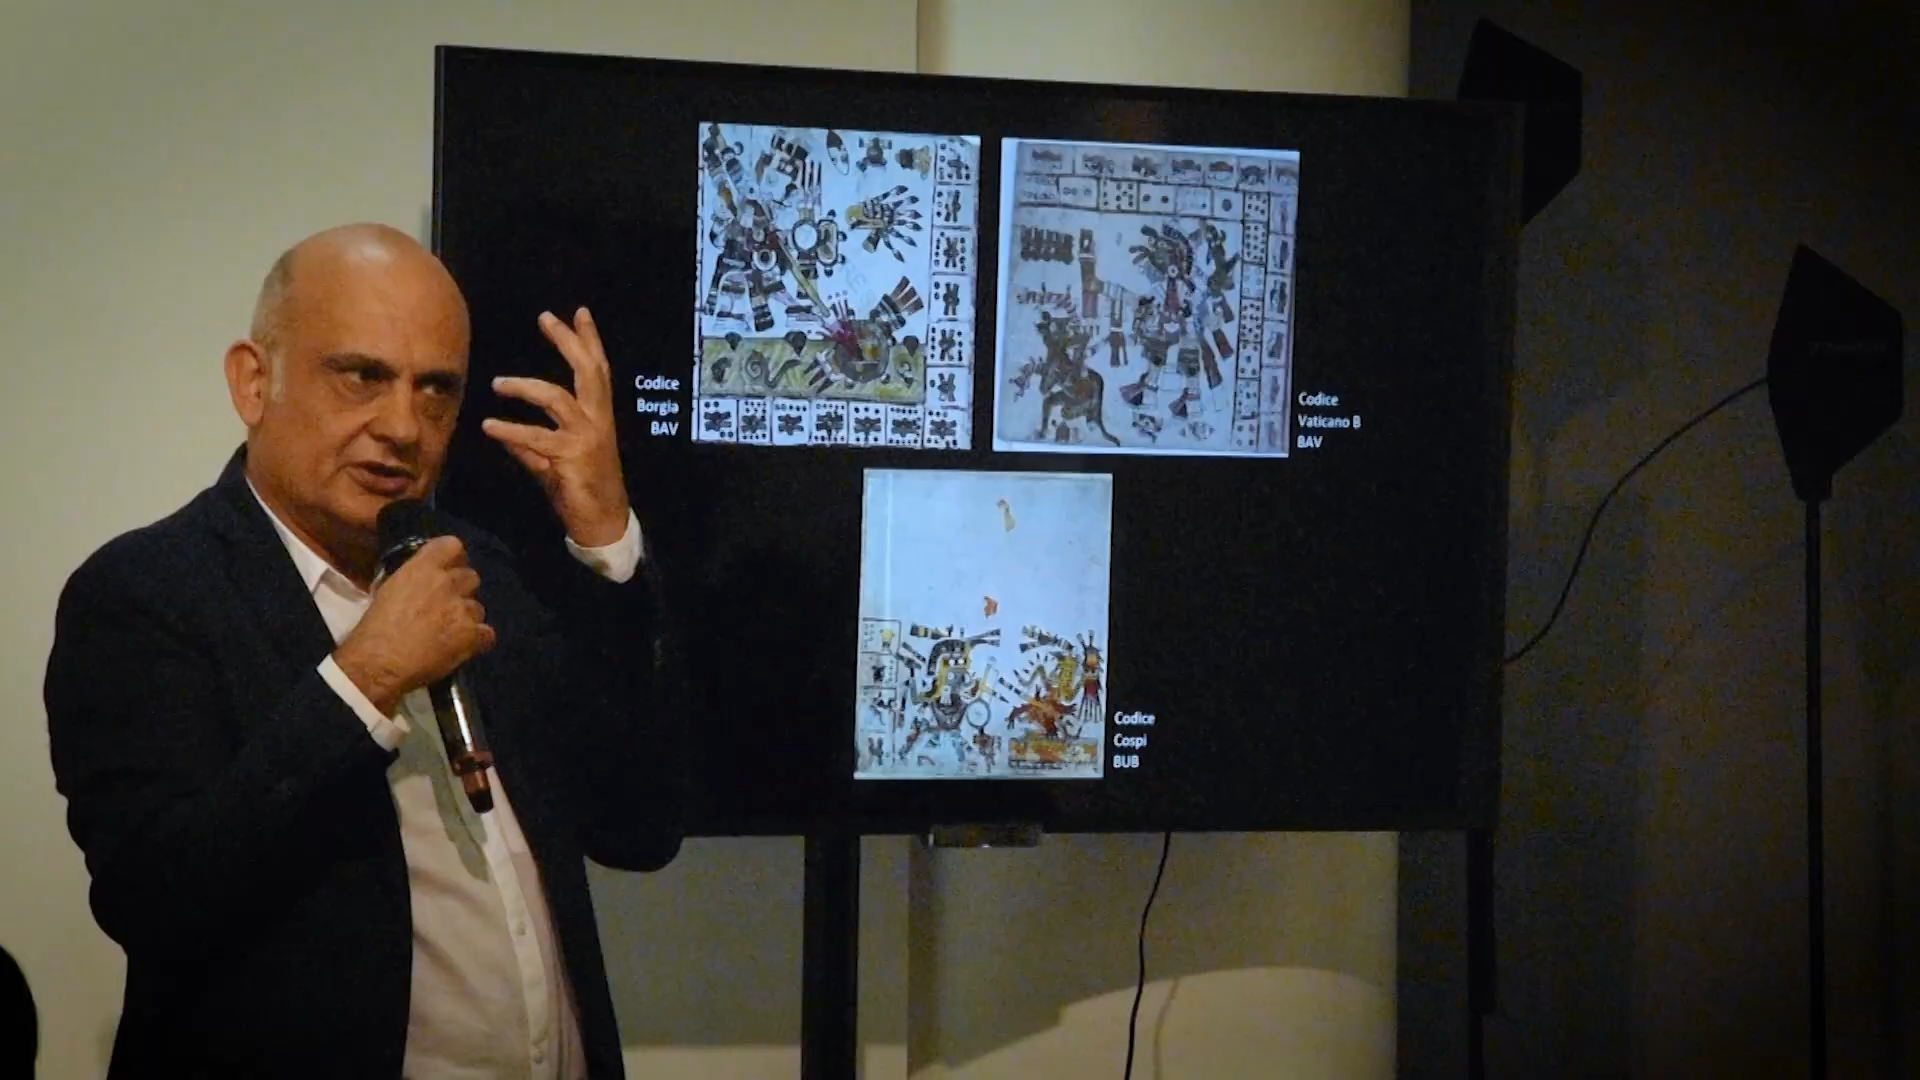 Codice
Borgia
BAV
Codice
Vaticano B
BAV
Codice
Cospi
BUB